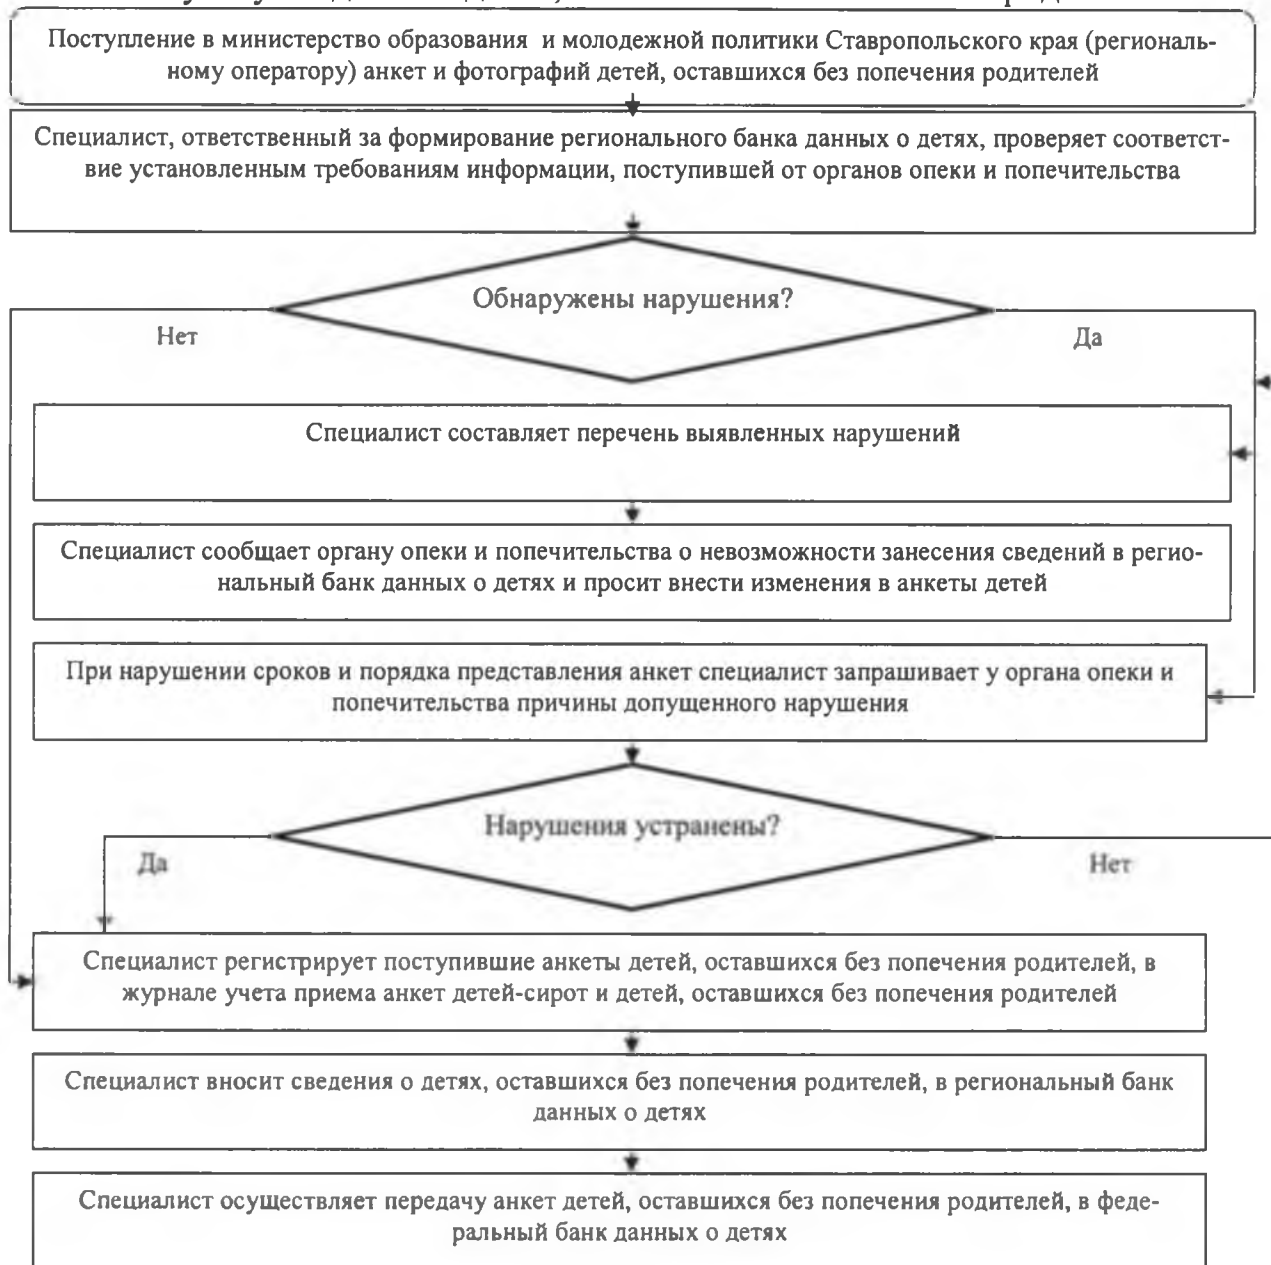 Поступление в министерство образования и молодежной политики Ставропольского края (региональ-
ному оператору) анкет и фотографий детей, оставшихся без попечения родителей
Специалист, ответственный за формирование регионального банка данных о детях, проверяет соответст-
вие установленным требованиям информации, поступившей от органов опеки и попечительства
Обнаружены нарушения?
Нет
Да
Специалист составляет перечень выявленных нарушений
Специалист сообщает органу опеки и попечительства о невозможности занесения сведений в регио-
нальный банк данных о детях и просит внести изменения в анкеты детей
При нарушении сроков и порядка представления анкет специалист запрашивает у органа опеки и
попечительства причины допущенного нарушения
Нарушения устранены?
Да
Нет
Специалист регистрирует поступившие анкеты детей, оставшихся без попечения родителей, в
журнале учета приема анкет детей-сирот и детей, оставшихся без попечения родителей
Специалист вносит сведения о детях, оставшихся без попечения родителей, в региональный банк
данных о детях
Специалист осуществляет передачу анкет детей, оставшихся без попечения родителей, в феде-
ральный банк данных о детях